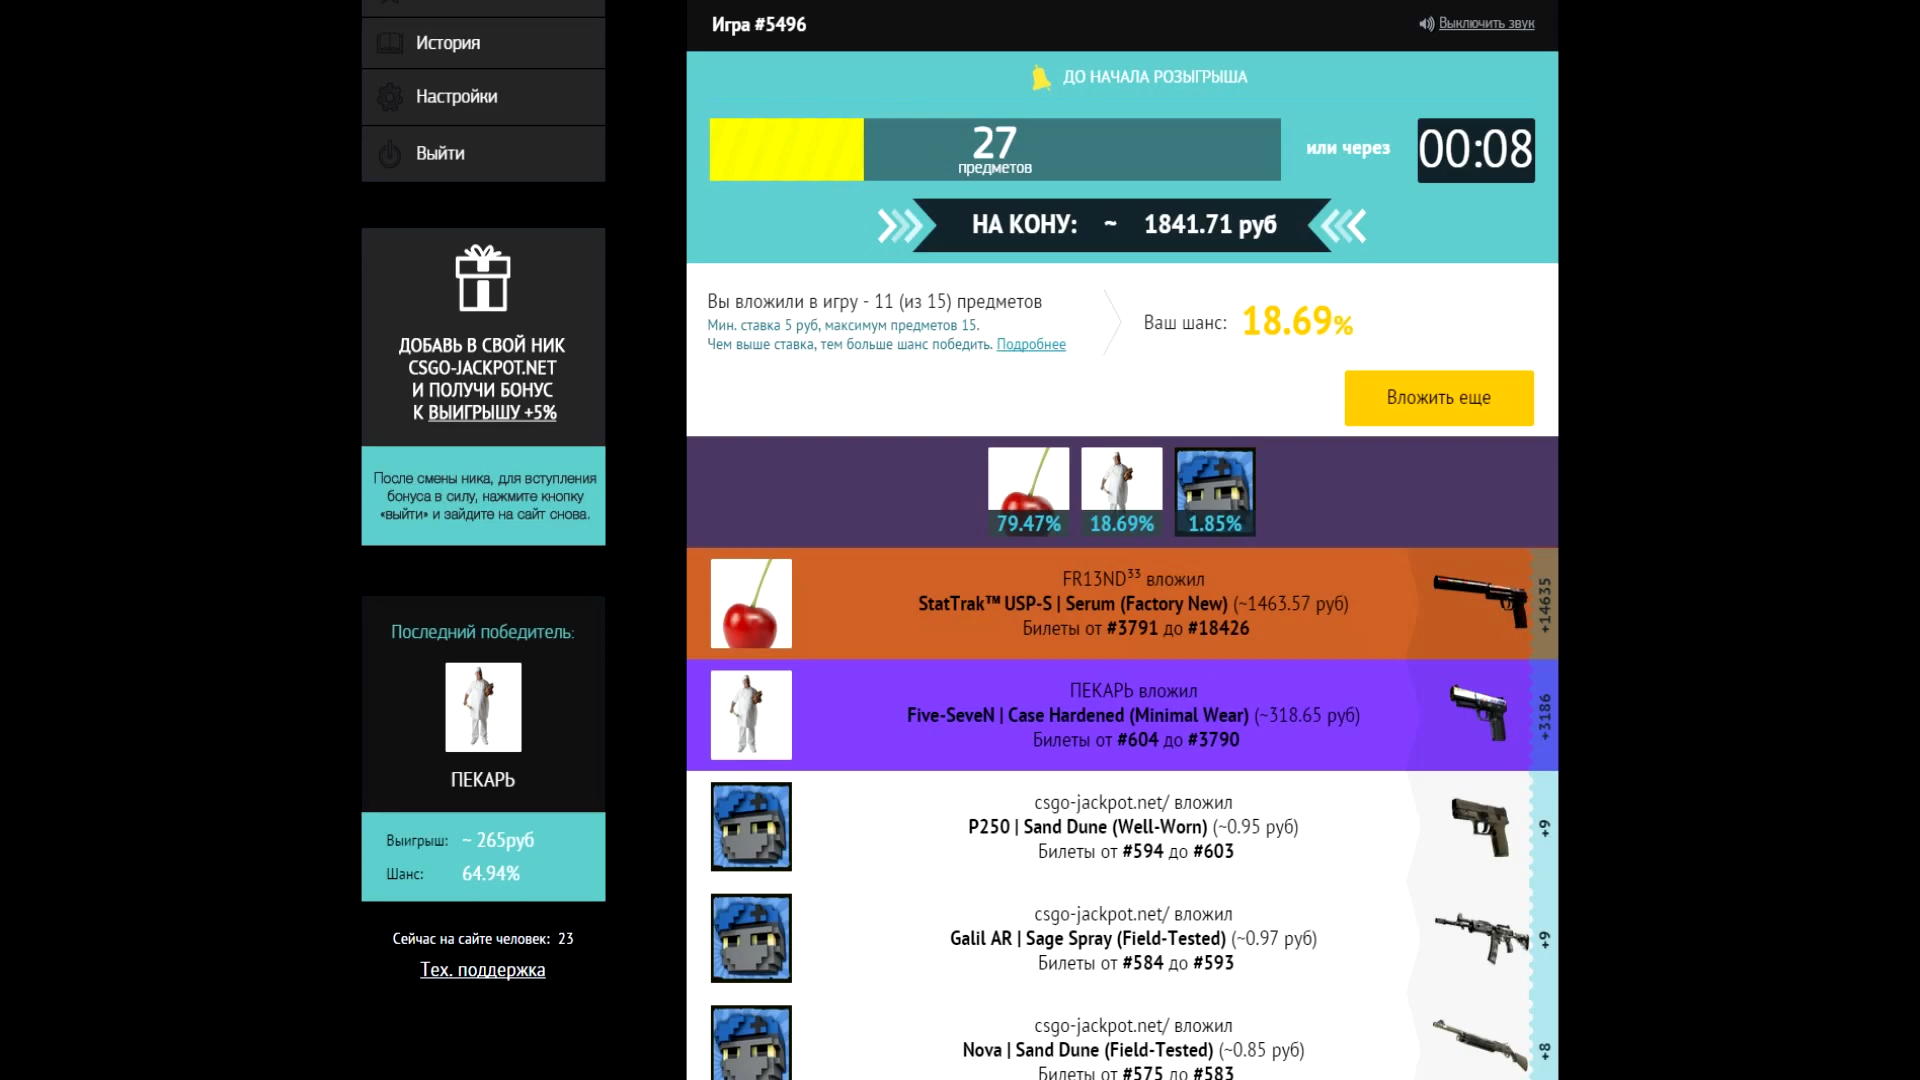 История
Настройки
Выйти
ДОБАВЬ В СВОЙ НИК
CSGO-JACKPOT.NET
И ПОЛУЧИ БОНУС
К ВЫИГРЫШУ +5%
После смены ника, для вступления
бонуса в силу, нажмите кнопку
«выйти» и зайдите на сайт снова.
Последний победитель:
ПЕКАРЬ
Выигрыш: ~ 265руб
Шанс: 64.94%
Сейчас на сайте человек: 23
Тех. поддержка
Игра #5496
Выключить звук
ДО НАЧАЛА РОЗЫГРЫША
27
предметов
или через
00:08
НА КОНУ: ~ 1841.71 руб
Вы вложили в игру - 11 (из 15) предметов
Мин. ставка 5 руб, максимум предметов 15.
Чем выше ставка, тем больше шанс победить. Подробнее
Ваш шанс: 18.69%
Вложить еще
79.47% 18.69% 1.85%
FR13ND³³ вложил
StatTrak™ USP-S | Serum (Factory New) (~1463.57 руб)
Билеты от #3791 до #18426
+14635
ПЕКАРЬ вложил
Five-SeveN | Case Hardened (Minimal Wear) (~318.65 руб)
Билеты от #604 до #3790
+3186
csgo-jackpot.net/ вложил
P250 | Sand Dune (Well-Worn) (~0.95 руб)
Билеты от #594 до #603
+9
csgo-jackpot.net/ вложил
Galil AR | Sage Spray (Field-Tested) (~0.97 руб)
Билеты от #584 до #593
+9
csgo-jackpot.net/ вложил
Nova | Sand Dune (Field-Tested) (~0.85 руб)
Билеты от #575 до #583
+8